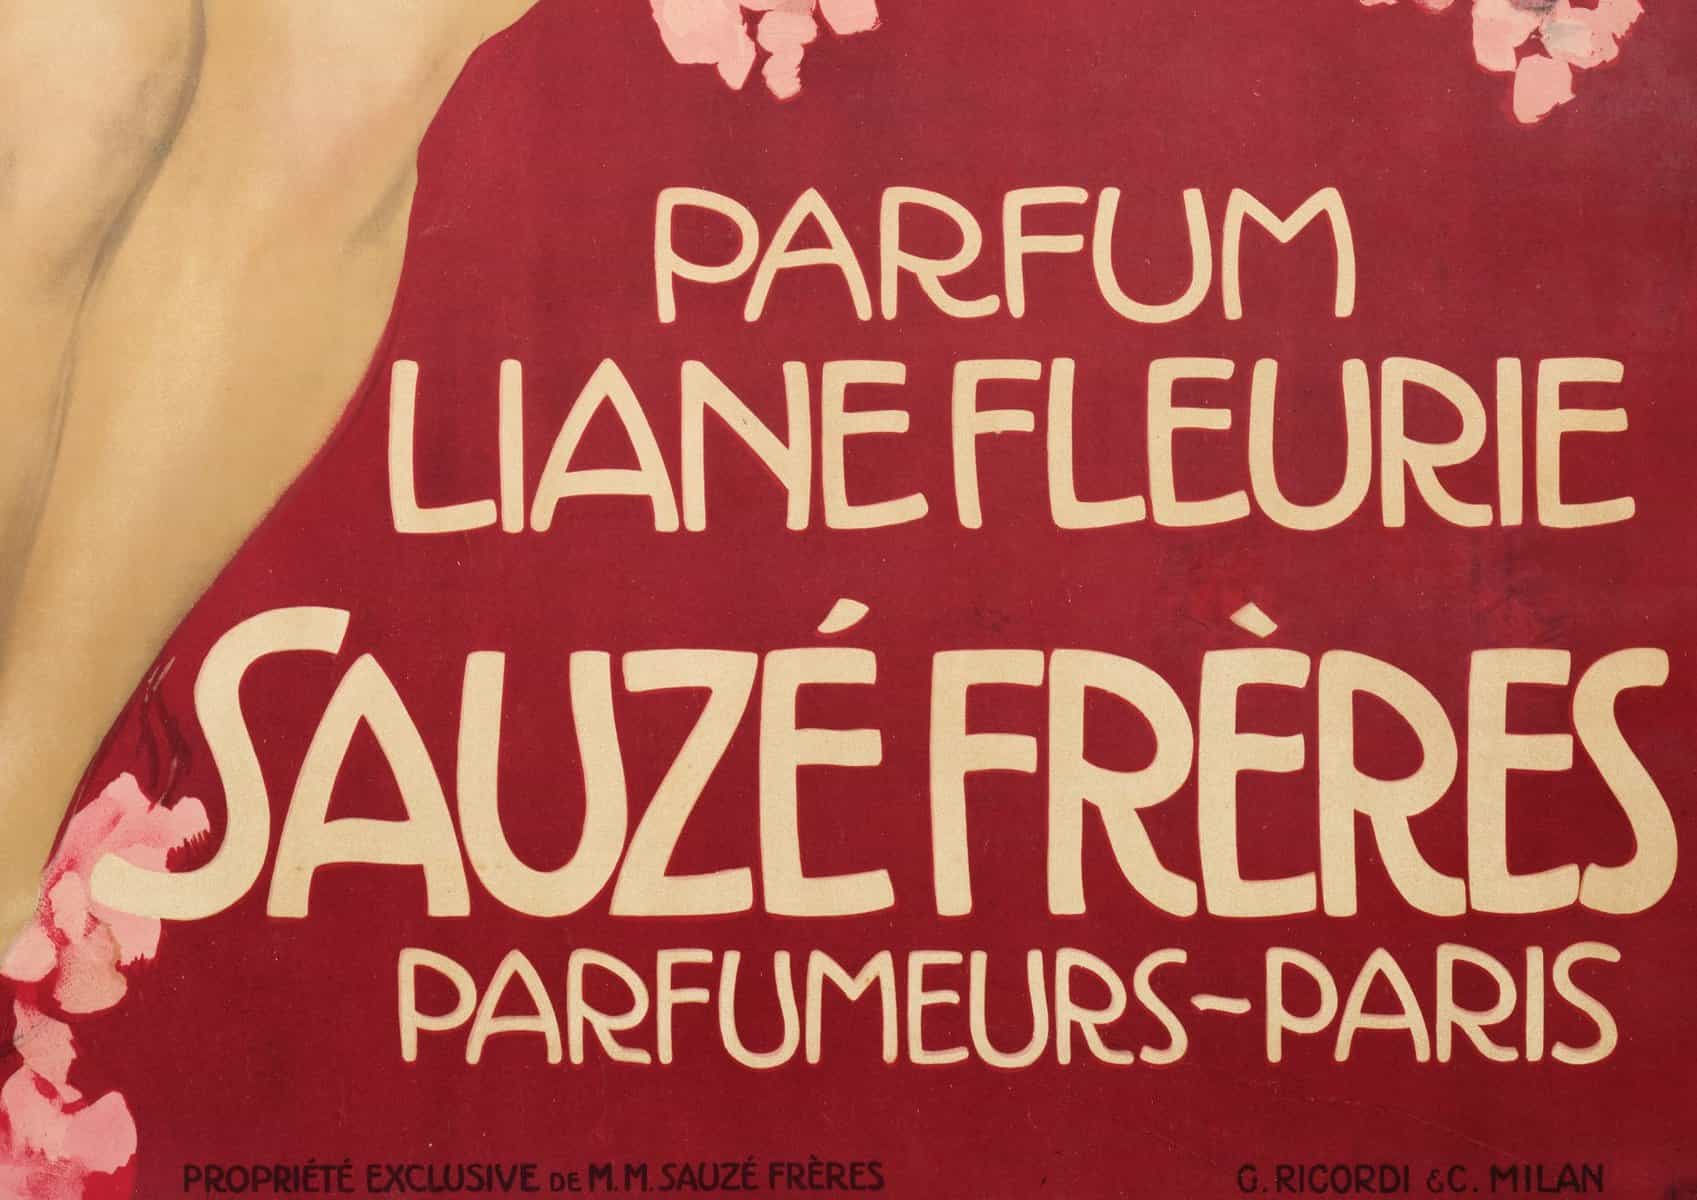 PARFUM
LIANE FLEURIE
SAUZÉ FRÈRES
PARFUMEURS-PARIS
PROPRIÉTÉ EXCLUSIVE DE M.M. SAUZÉ FRÈRES
G. RICORDI & C. MILAN